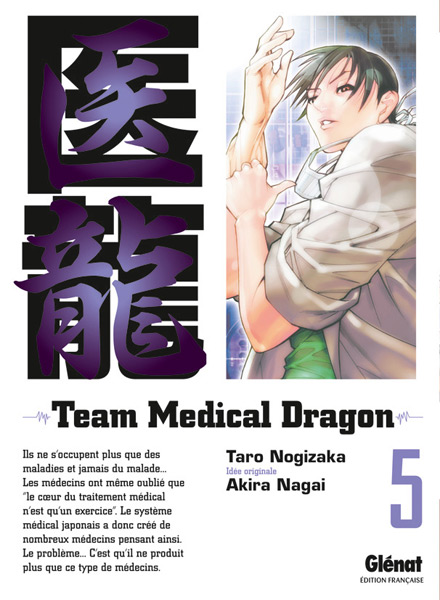 医
龍
Team Medical Dragon
Ils ne s'occupent plus que des
maladies et jamais du malade...
Les médecins ont même oublié que
"le cœur du traitement médical
n'est qu'un exercice". Le système
médical japonais a donc créé de
nombreux médecins pensant ainsi.
Le problème... C'est qu'il ne produit
plus que ce type de médecins.
Taro Nogizaka
Idée originale
Akira Nagai
5
Glénat
ÉDITION FRANÇAISE